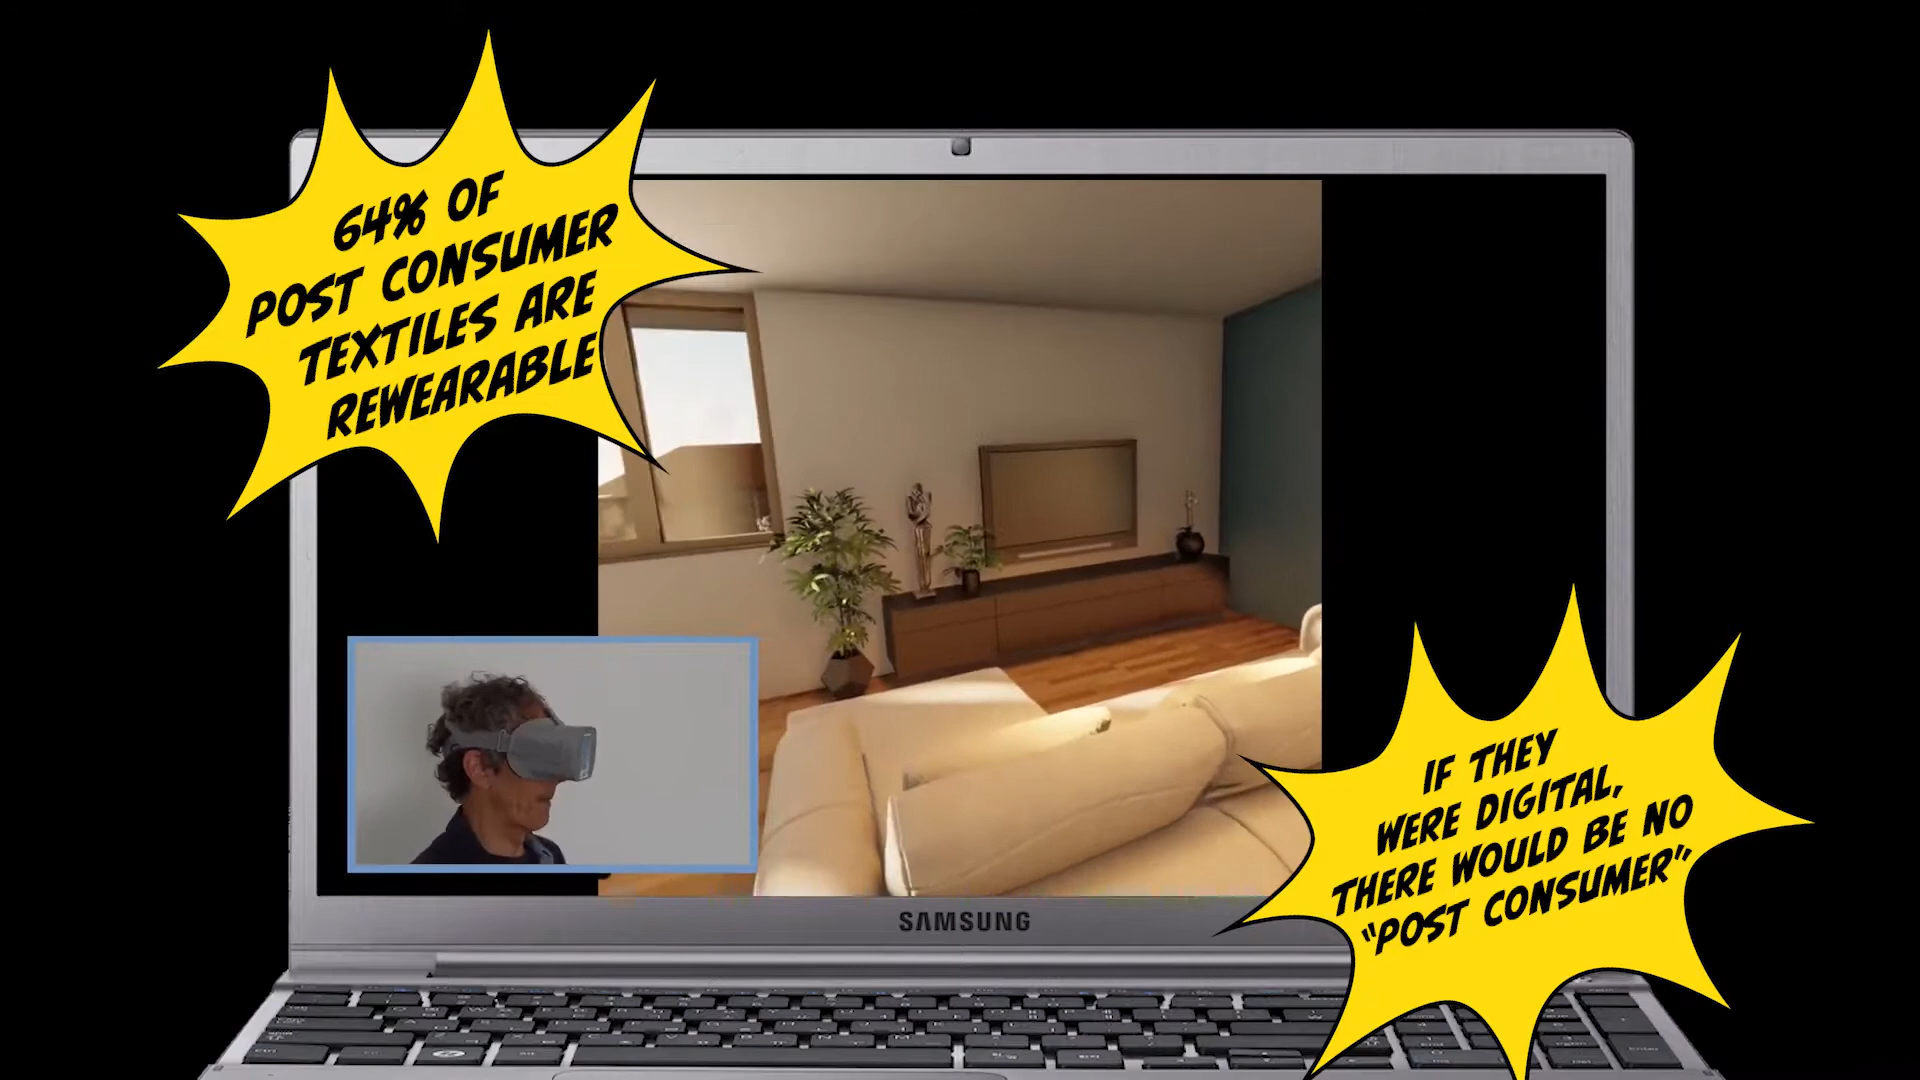 64% OF
POST CONSUMER
TEXTILES ARE
REWEARABLE
IF THEY
WERE DIGITAL,
THERE WOULD BE NO
“POST CONSUMER”
SAMSUNG